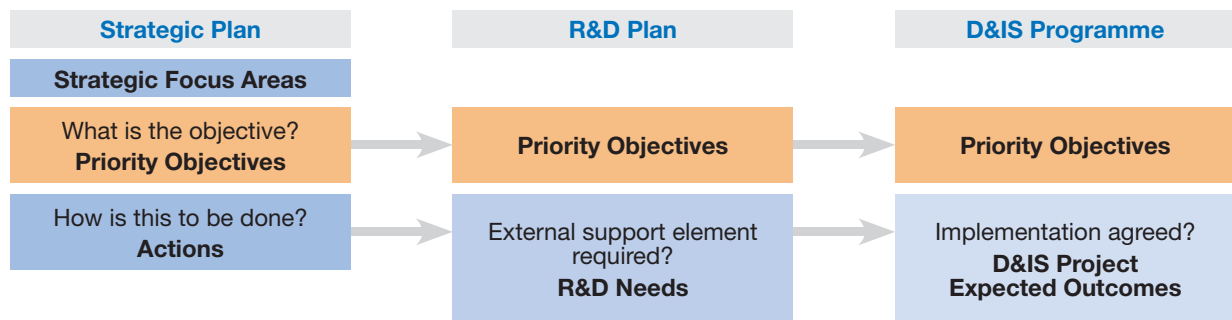 Strategic Plan
Strategic Focus Areas
What is the objective?
Priority Objectives
How is this to be done?
Actions
R&D Plan
Priority Objectives
External support element
required?
R&D Needs
D&IS Programme
Priority Objectives
Implementation agreed?
D&IS Project
Expected Outcomes